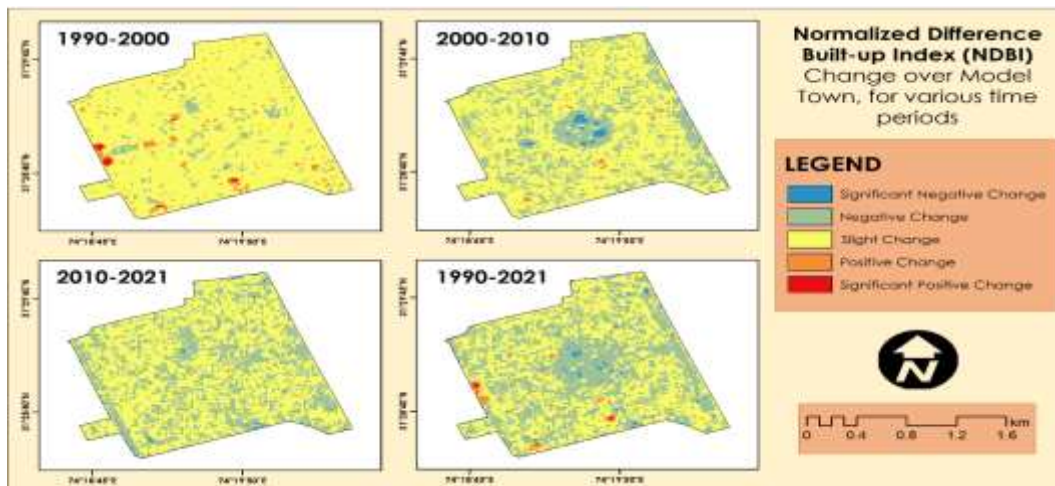 1990-2000
2000-2010
2010-2021
1990-2021
Normalized Difference
Built-up Index (NDBI)
Change over Model
Town, for various time
periods
LEGEND
Significant Negative Change
Negative Change
Slight Change
Positive Change
Significant Positive Change
N
km
0 0.4 0.8 1.2 1.6